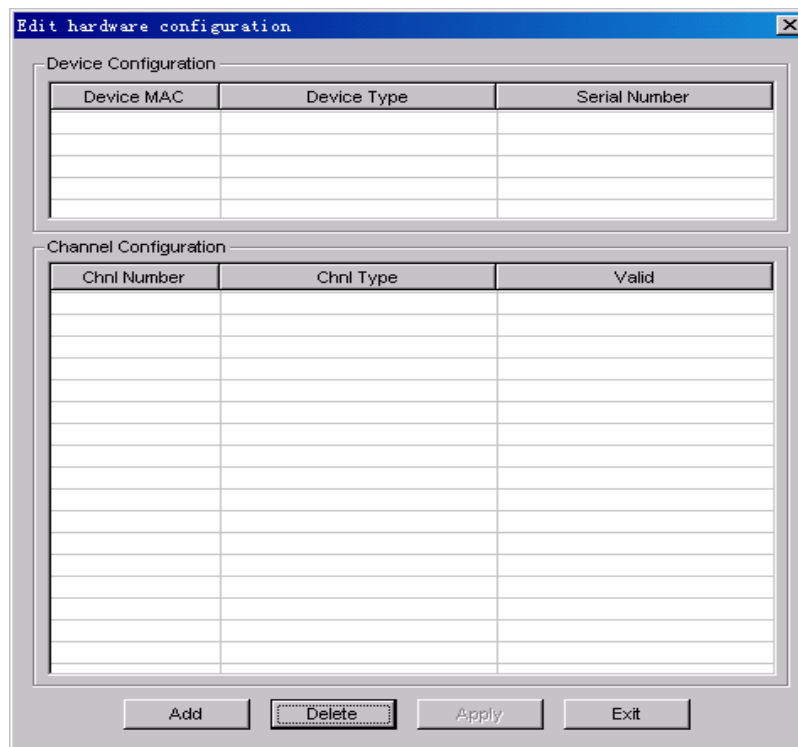 Edit hardware configuration
Device Configuration
Device MAC Device Type Serial Number
Channel Configuration
Chnl Number Chnl Type Valid
Add Delete Apply Exit